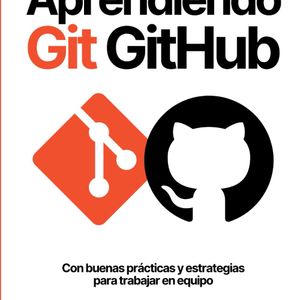 Aprendiendo
Git GitHub
Con buenas prácticas y estrategias
para trabajar en equipo